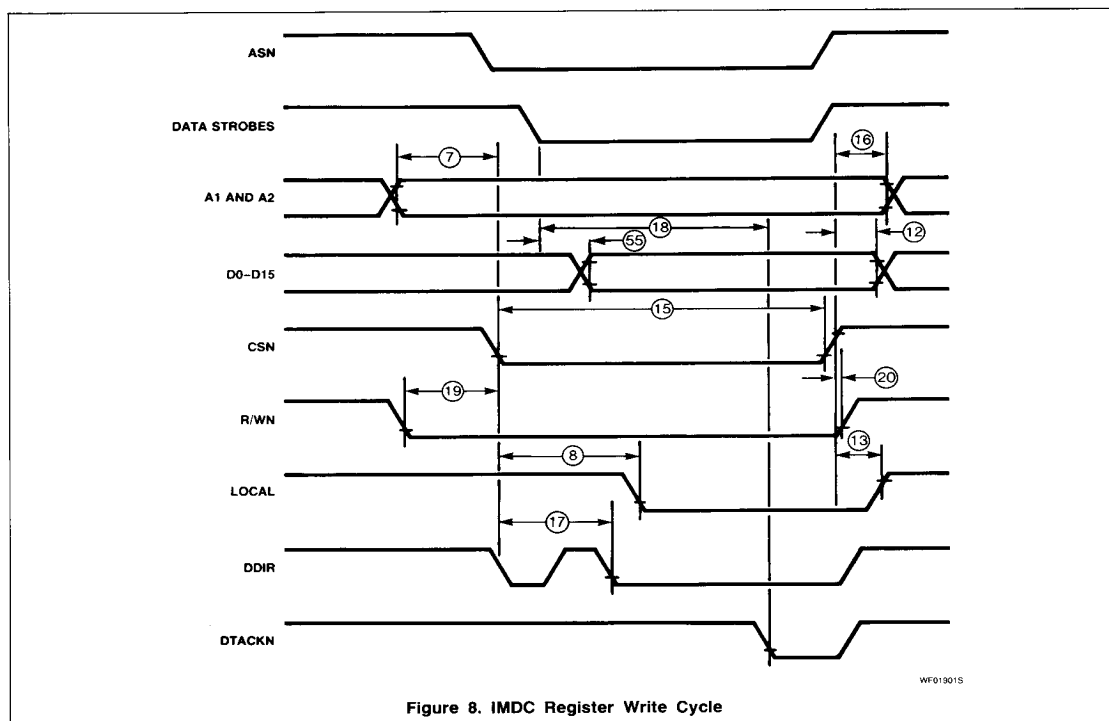 ASN
DATA STROBES
16
7
A1 AND A2
18
12
55
D0–D15
15
CSN
20
19
R/WN
13
8
LOCAL
17
DDIR
DTACKN
WF01901S
Figure 8. IMDC Register Write Cycle